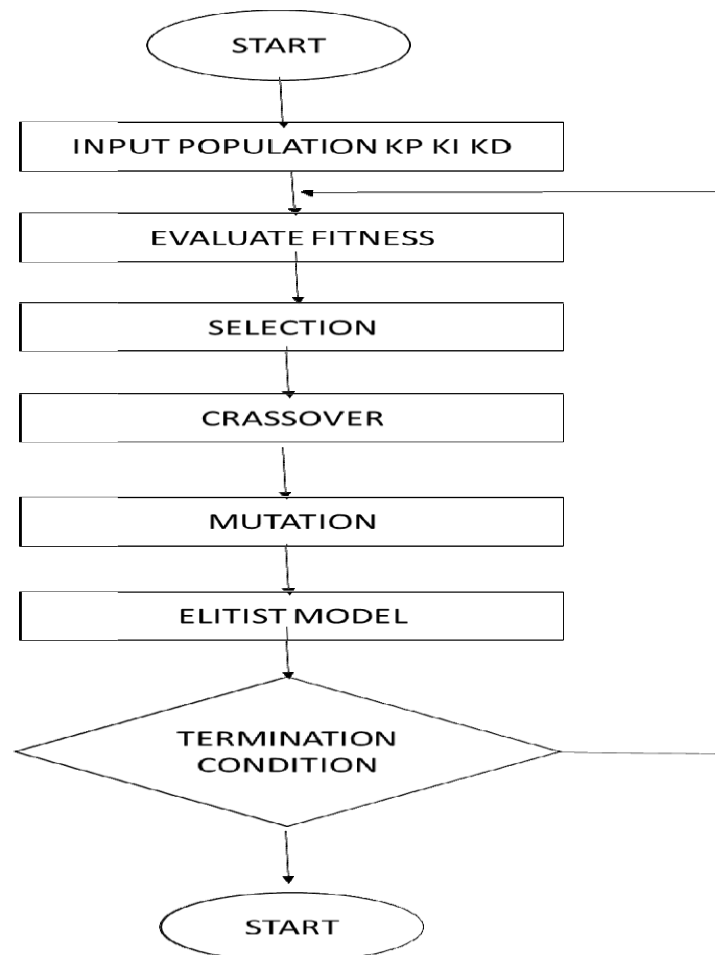 START
INPUT POPULATION KP KI KD
EVALUATE FITNESS
SELECTION
CRASSOVER
MUTATION
ELITIST MODEL
TERMINATION
CONDITION
START